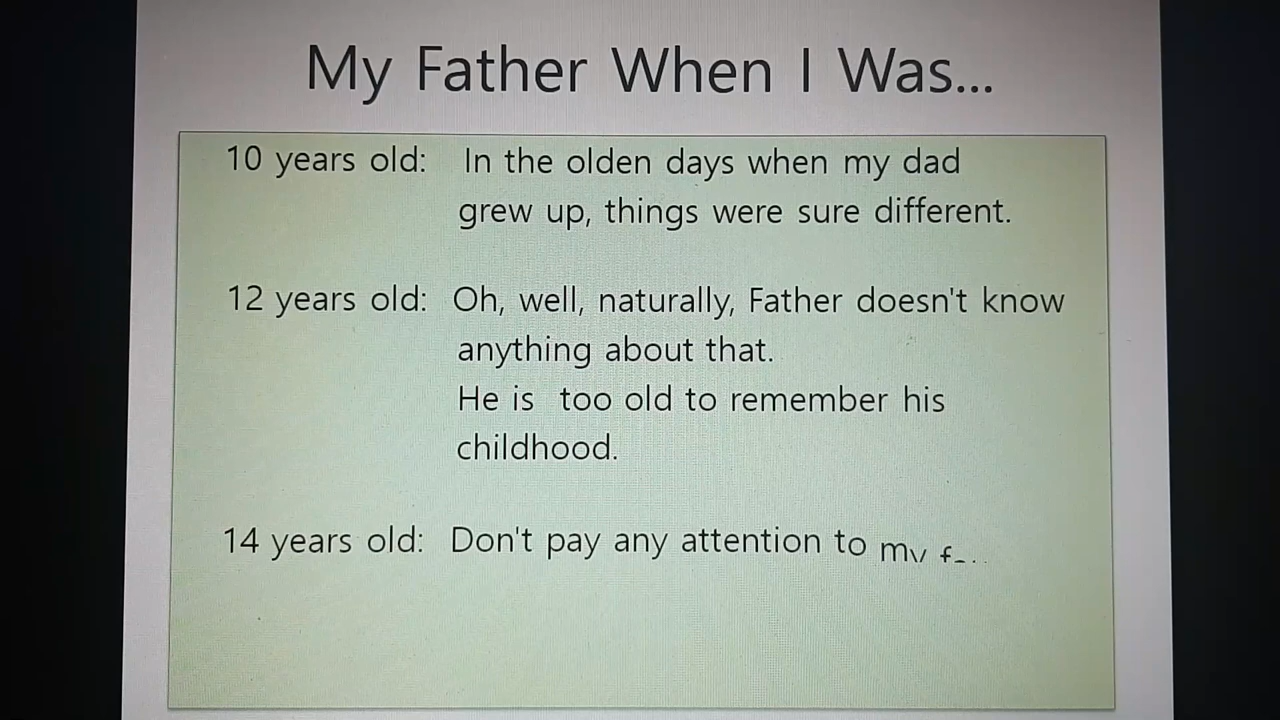 My Father When I Was...
10 years old: In the olden days when my dad
grew up, things were sure different.
12 years old: Oh, well, naturally, Father doesn't know
anything about that.
He is too old to remember his
childhood.
14 years old: Don't pay any attention to my